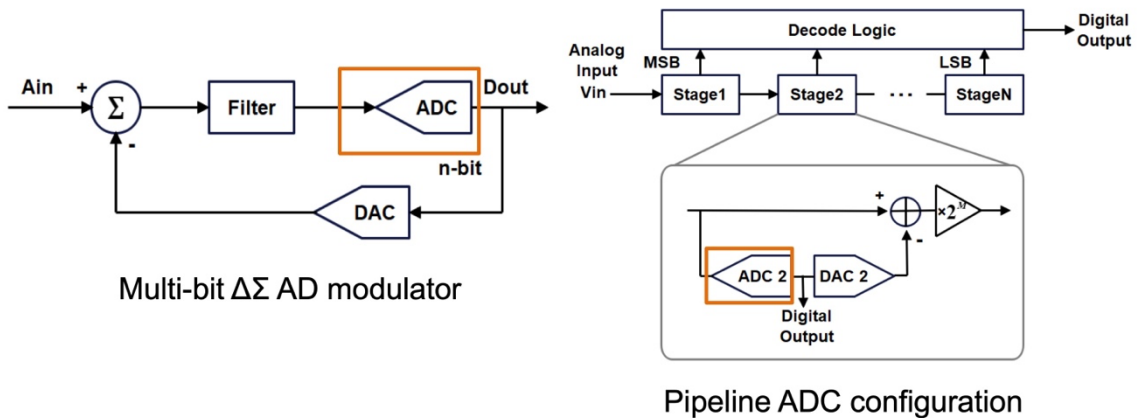 Ain
+
Σ
-
Filter
ADC
Dout
n-bit
DAC
Multi-bit ΔΣ AD modulator
Decode Logic
Digital
Output
Analog
Input
Vin
MSB
LSB
Stage1
Stage2
...
StageN
+
-
×2^M
ADC 2
DAC 2
Digital
Output
Pipeline ADC configuration